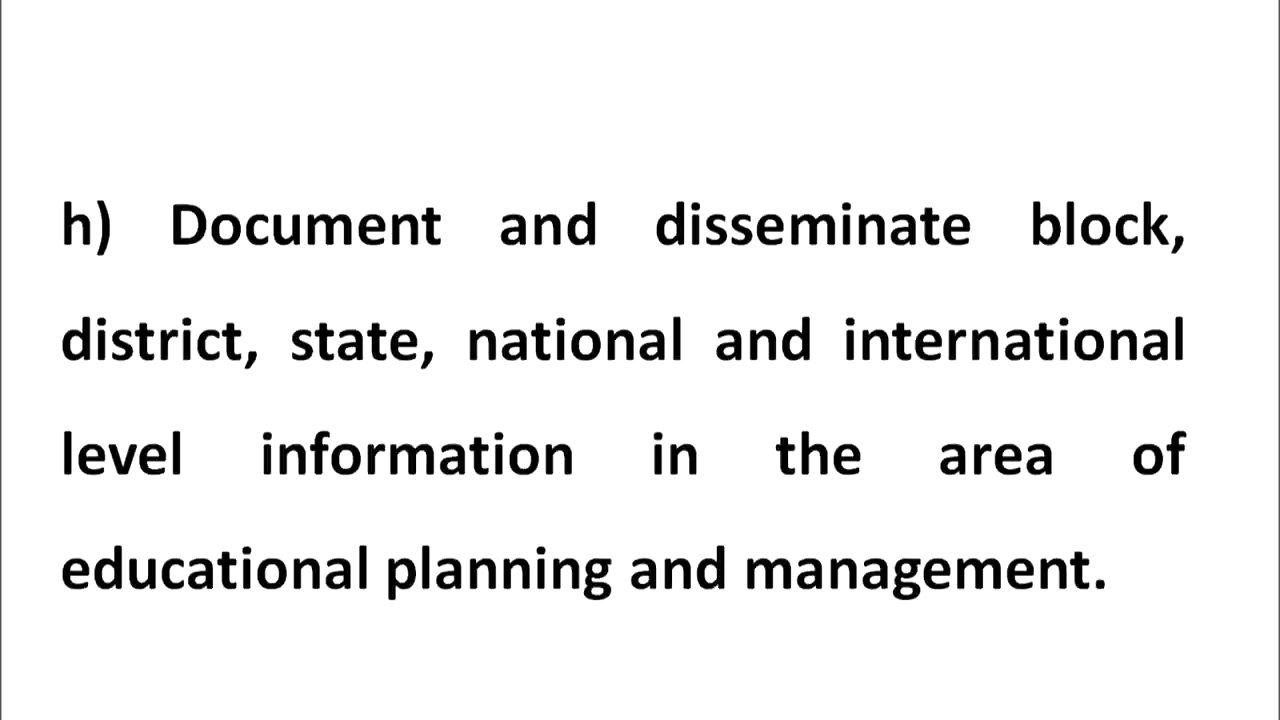 h) Document and disseminate block,
district, state, national and international
level information in the area of
educational planning and management.